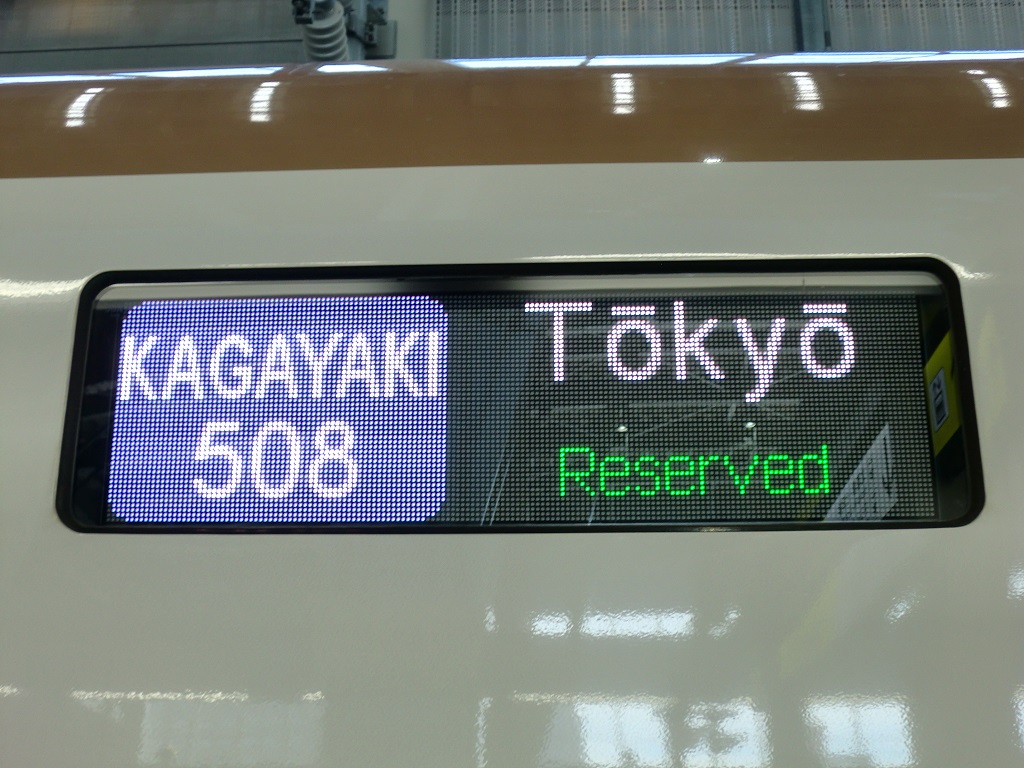 KAGAYAKI
508
Tōkyō
Reserved